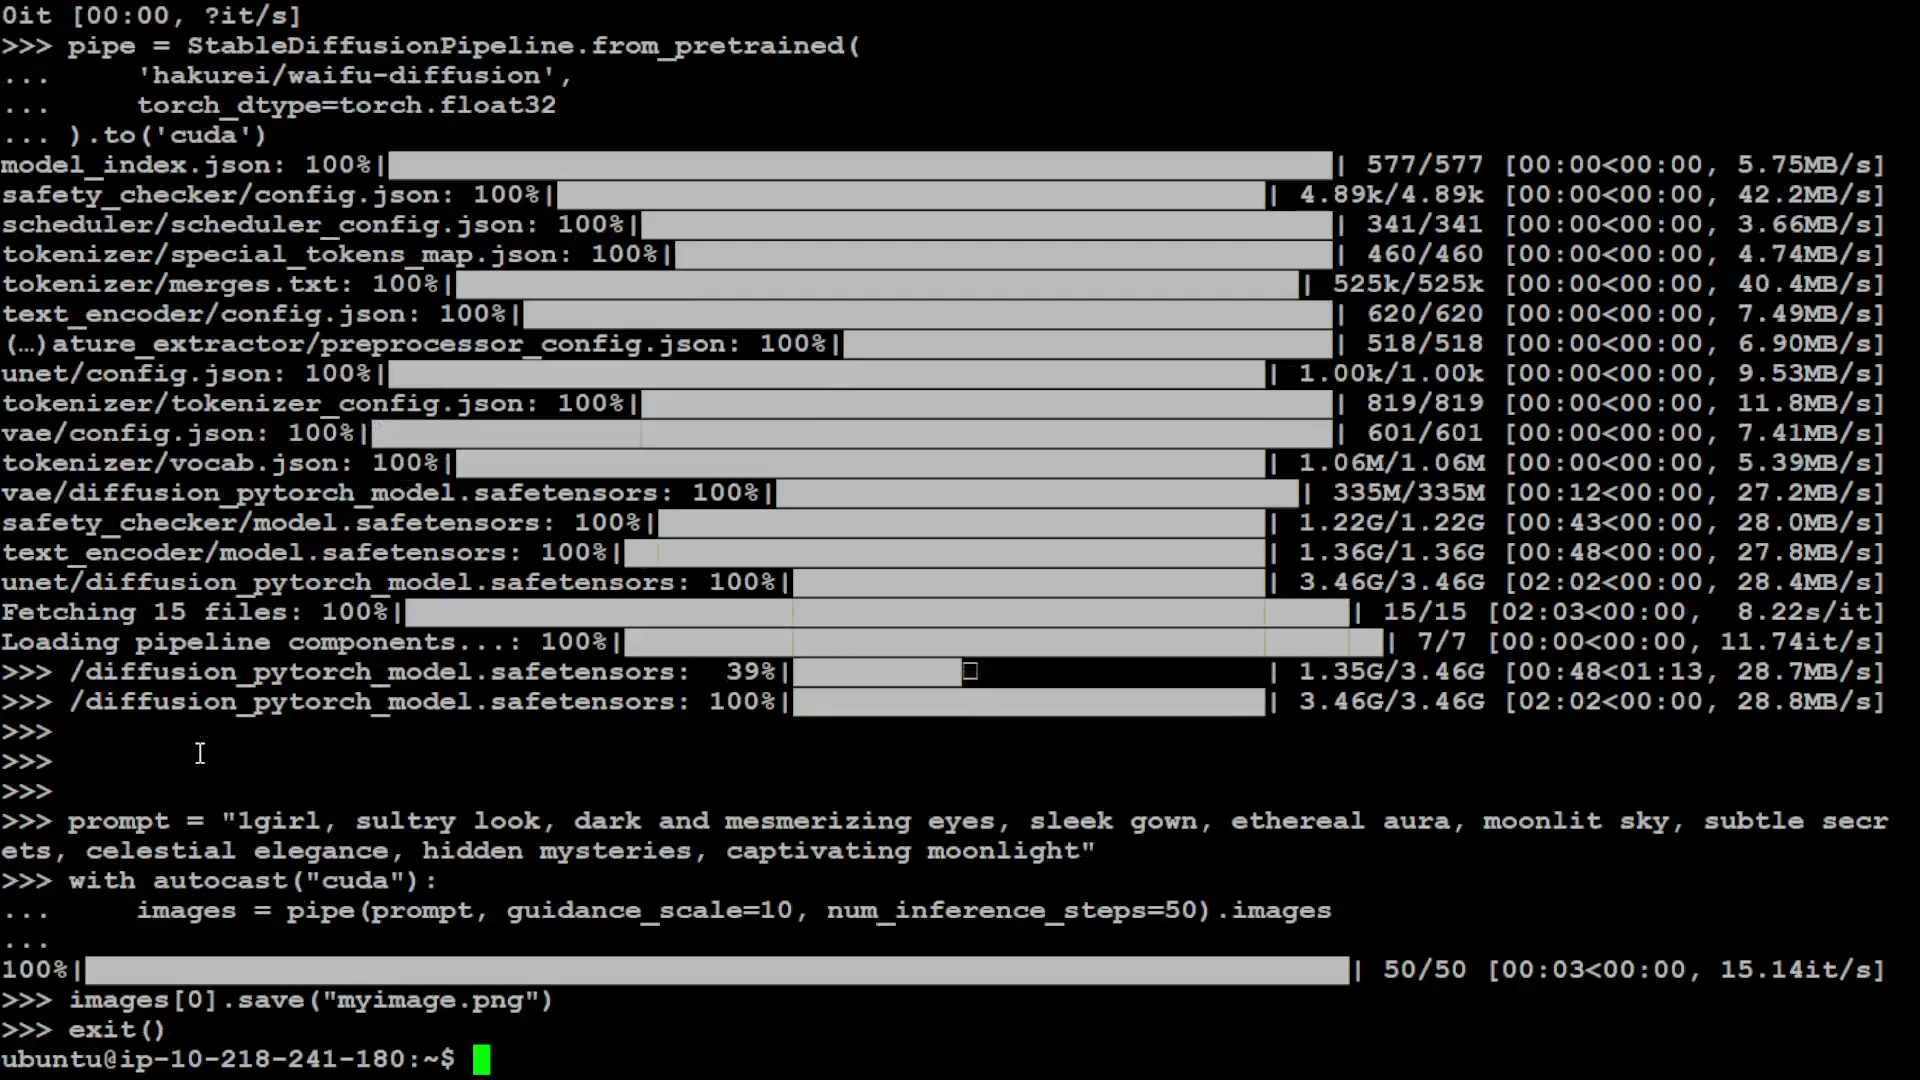 0it [00:00, ?it/s]
>>> pipe = StableDiffusionPipeline.from_pretrained(
...     'hakurei/waifu-diffusion',
...     torch_dtype=torch.float32
... ).to('cuda')
model_index.json: 100%| | 577/577 [00:00<00:00, 5.75MB/s]
safety_checker/config.json: 100%| | 4.89k/4.89k [00:00<00:00, 42.2MB/s]
scheduler/scheduler_config.json: 100%| | 341/341 [00:00<00:00, 3.66MB/s]
tokenizer/special_tokens_map.json: 100%| | 460/460 [00:00<00:00, 4.74MB/s]
tokenizer/merges.txt: 100%| | 525k/525k [00:00<00:00, 40.4MB/s]
text_encoder/config.json: 100%| | 620/620 [00:00<00:00, 7.49MB/s]
(…)ature_extractor/preprocessor_config.json: 100%| | 518/518 [00:00<00:00, 6.90MB/s]
unet/config.json: 100%| | 1.00k/1.00k [00:00<00:00, 9.53MB/s]
tokenizer/tokenizer_config.json: 100%| | 819/819 [00:00<00:00, 11.8MB/s]
vae/config.json: 100%| | 601/601 [00:00<00:00, 7.41MB/s]
tokenizer/vocab.json: 100%| | 1.06M/1.06M [00:00<00:00, 5.39MB/s]
vae/diffusion_pytorch_model.safetensors: 100%| | 335M/335M [00:12<00:00, 27.2MB/s]
safety_checker/model.safetensors: 100%| | 1.22G/1.22G [00:43<00:00, 28.0MB/s]
text_encoder/model.safetensors: 100%| | 1.36G/1.36G [00:48<00:00, 27.8MB/s]
unet/diffusion_pytorch_model.safetensors: 100%| | 3.46G/3.46G [02:02<00:00, 28.4MB/s]
Fetching 15 files: 100%| | 15/15 [02:03<00:00,  8.22s/it]
Loading pipeline components...: 100%| | 7/7 [00:00<00:00, 11.74it/s]
>>> /diffusion_pytorch_model.safetensors:  39%| | 1.35G/3.46G [00:48<01:13, 28.7MB/s]
>>> /diffusion_pytorch_model.safetensors: 100%| | 3.46G/3.46G [02:02<00:00, 28.8MB/s]
>>>
>>>
>>>
>>> prompt = "1girl, sultry look, dark and mesmerizing eyes, sleek gown, ethereal aura, moonlit sky, subtle secr
ets, celestial elegance, hidden mysteries, captivating moonlight"
>>> with autocast("cuda"):
...     images = pipe(prompt, guidance_scale=10, num_inference_steps=50).images
...
100%| | 50/50 [00:03<00:00, 15.14it/s]
>>> images[0].save("myimage.png")
>>> exit()
ubuntu@ip-10-218-241-180:~$